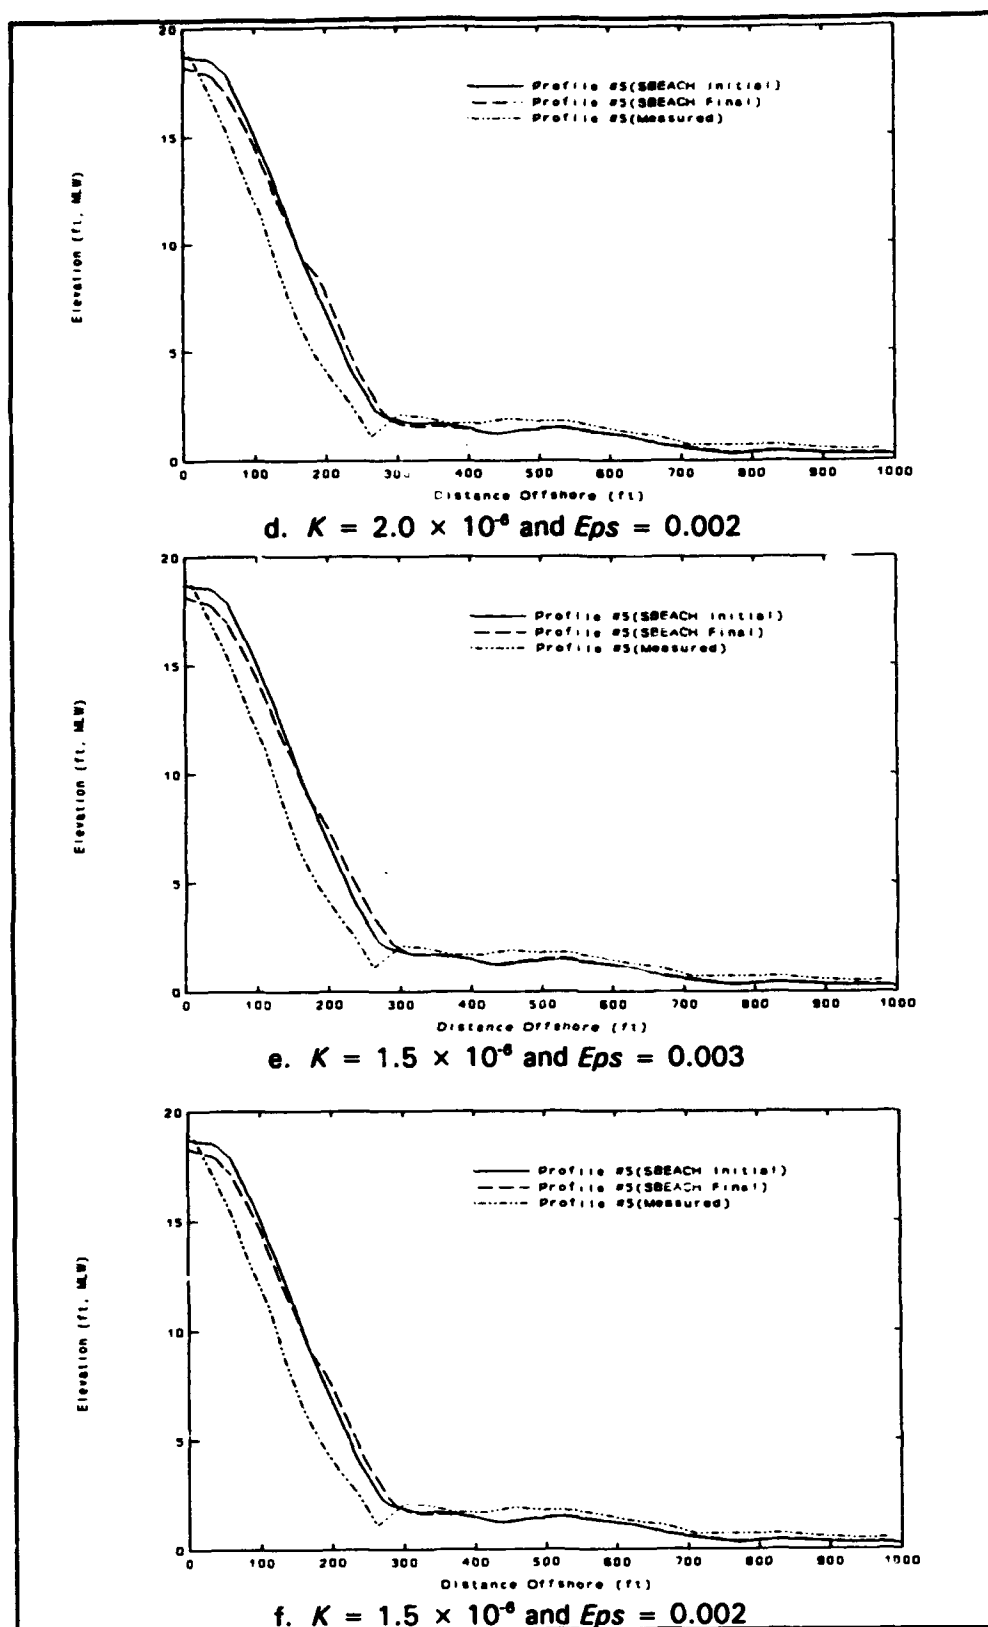 20
Profile #5(SBEACH Initial)
Profile #5(SBEACH Final)
Profile #5(Measured)
15
Elevation (ft, MLW)
10
5
0
0 100 200 300 400 500 600 700 800 900 1000
Distance Offshore (ft)
d. K = 2.0 × 10⁻⁶ and Eps = 0.002
20
Profile #5(SBEACH Initial)
Profile #5(SBEACH Final)
Profile #5(Measured)
15
Elevation (ft, MLW)
10
5
0
0 100 200 300 400 500 600 700 800 900 1000
Distance Offshore (ft)
e. K = 1.5 × 10⁻⁶ and Eps = 0.003
20
Profile #5(SBEACH Initial)
Profile #5(SBEACH Final)
Profile #5(Measured)
15
Elevation (ft, MLW)
10
5
0
0 100 200 300 400 500 600 700 800 900 1000
Distance Offshore (ft)
f. K = 1.5 × 10⁻⁶ and Eps = 0.002